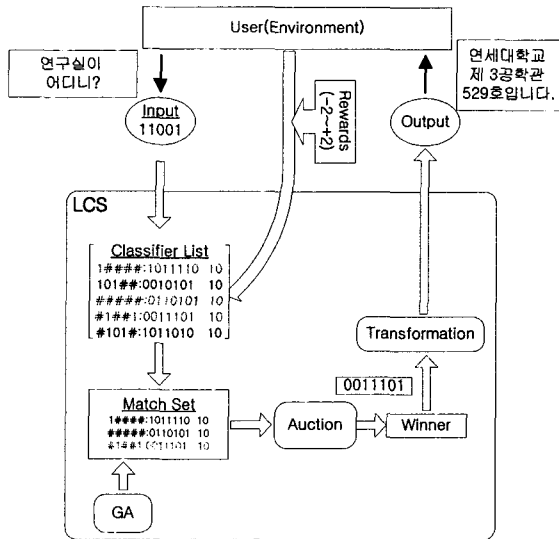 User(Environment)
연구실이
어디니?
Input
11001
Rewards
(-2~+2)
Output
연세대학교
제 3공학관
529호입니다.
LCS
Classifier List
1####:1011110 10
101##:0010101 10
#####:0110101 10
#1##1:0011101 10
#101#:1011010 10
Match Set
1####:1011110 10
#####:0110101 10
#1##1:0011101 10
GA
Auction
Winner
0011101
Transformation